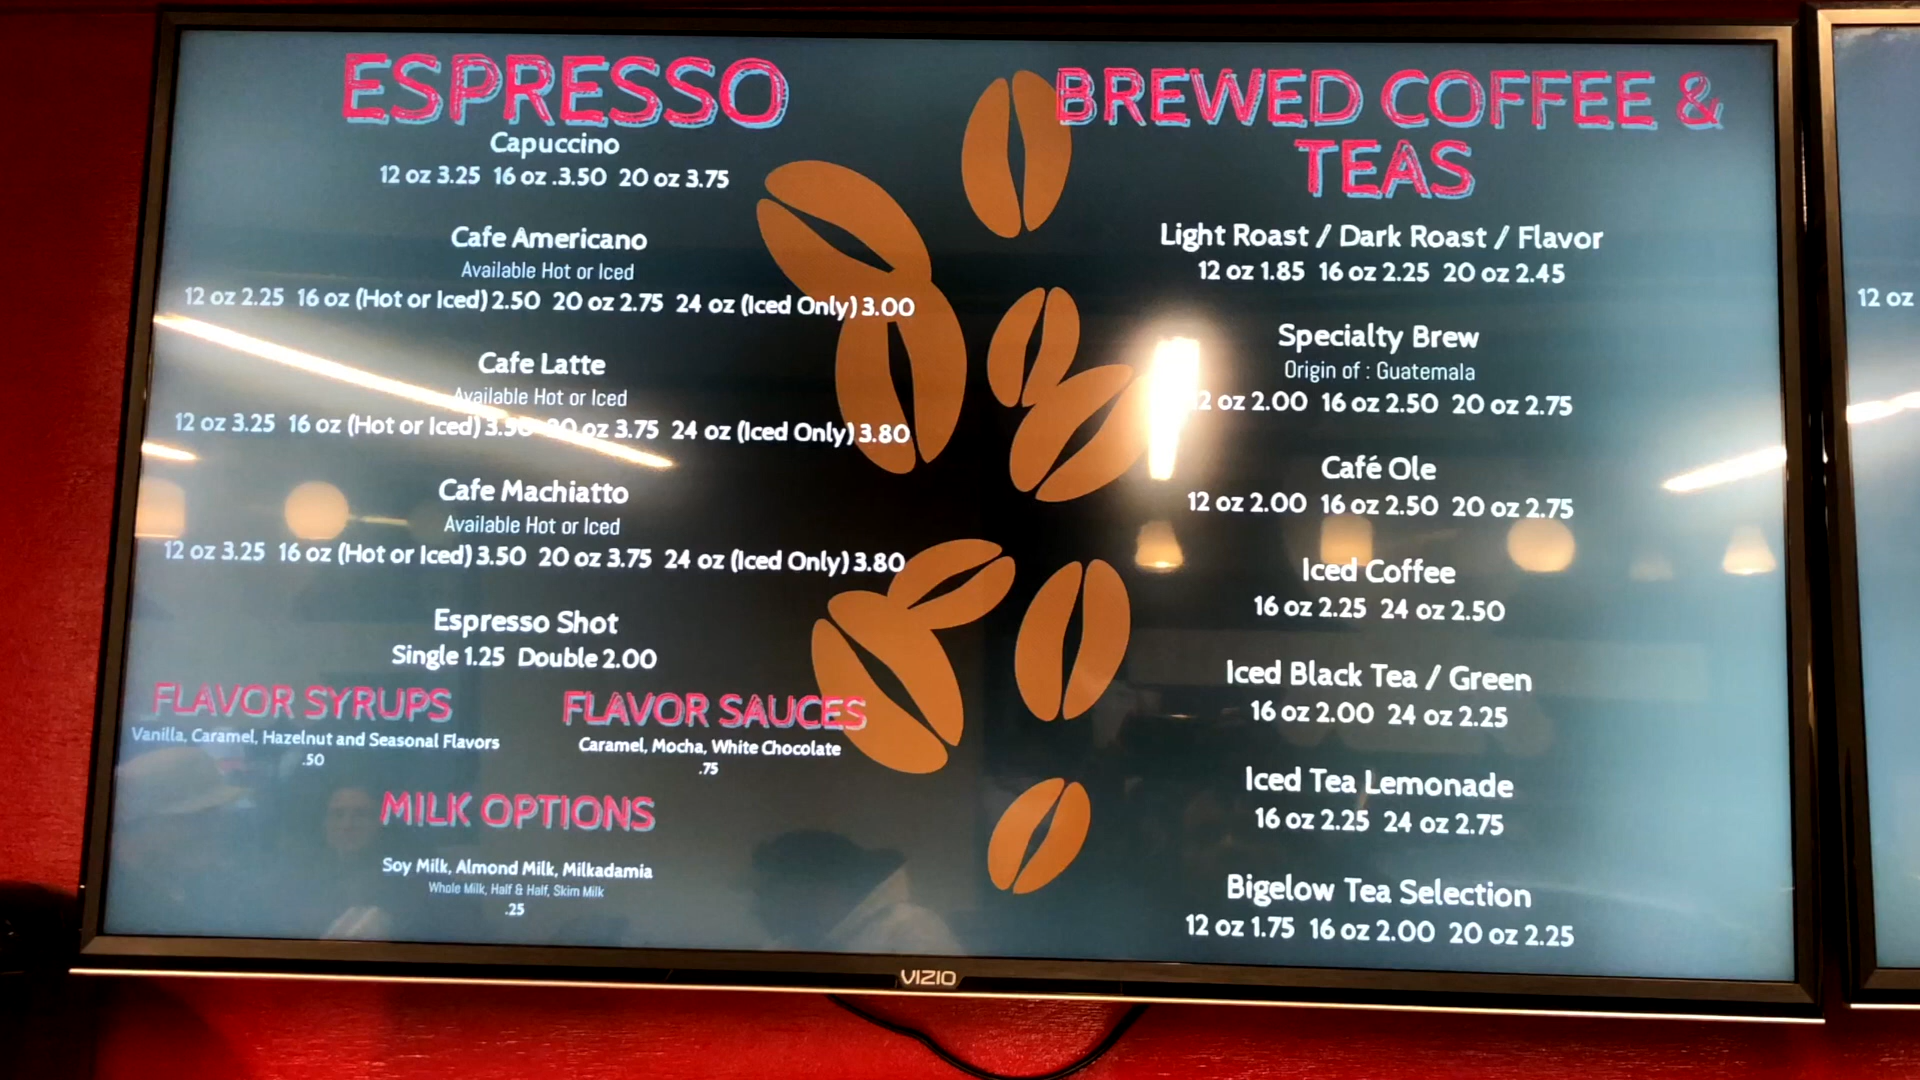 ESPRESSO
Capuccino
12 oz 3.25 16 oz .3.50 20 oz 3.75
Cafe Americano
Available Hot or Iced
12 oz 2.25 16 oz (Hot or Iced) 2.50 20 oz 2.75 24 oz (Iced Only) 3.00
Cafe Latte
Available Hot or Iced
12 oz 3.25 16 oz (Hot or Iced) 3.50 20 oz 3.75 24 oz (Iced Only) 3.80
Cafe Machiatto
Available Hot or Iced
12 oz 3.25 16 oz (Hot or Iced) 3.50 20 oz 3.75 24 oz (Iced Only) 3.80
Espresso Shot
Single 1.25 Double 2.00
FLAVOR SYRUPS
Vanilla, Caramel, Hazelnut and Seasonal Flavors
.50
FLAVOR SAUCES
Caramel, Mocha, White Chocolate
.75
MILK OPTIONS
Soy Milk, Almond Milk, Milkadamia
Whole Milk, Half & Half, Skim Milk
.25
BREWED COFFEE &
TEAS
Light Roast / Dark Roast / Flavor
12 oz 1.85 16 oz 2.25 20 oz 2.45
Specialty Brew
Origin of : Guatemala
12 oz 2.00 16 oz 2.50 20 oz 2.75
Café Ole
12 oz 2.00 16 oz 2.50 20 oz 2.75
Iced Coffee
16 oz 2.25 24 oz 2.50
Iced Black Tea / Green
16 oz 2.00 24 oz 2.25
Iced Tea Lemonade
16 oz 2.25 24 oz 2.75
Bigelow Tea Selection
12 oz 1.75 16 oz 2.00 20 oz 2.25
VIZIO
12 oz